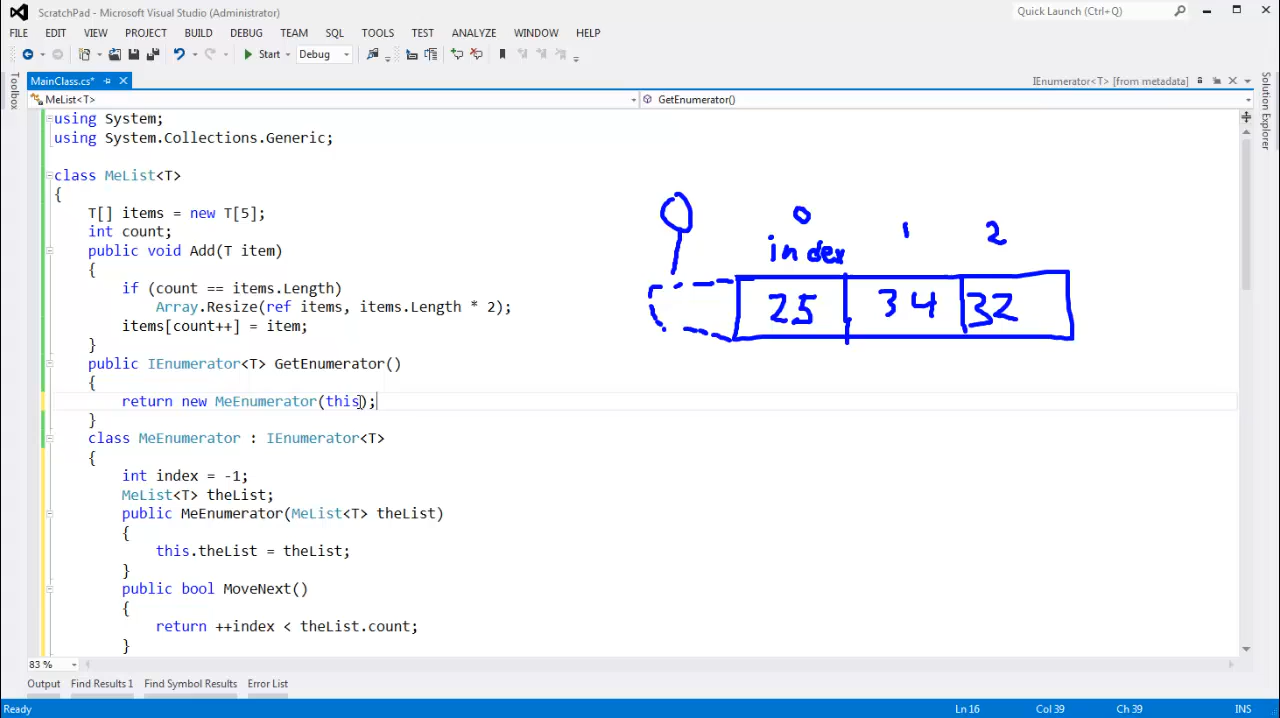 ScratchPad - Microsoft Visual Studio (Administrator)
Quick Launch (Ctrl+Q)
FILE EDIT VIEW PROJECT BUILD DEBUG TEAM SQL TOOLS TEST ANALYZE WINDOW HELP
Start Debug
Toolbox
MainClass.cs*
IEnumerator<T> [from metadata]
Solution Explorer
MeList<T>
GetEnumerator()
using System;
using System.Collections.Generic;
class MeList<T>
{
T[] items = new T[5];
int count;
public void Add(T item)
{
if (count == items.Length)
Array.Resize(ref items, items.Length * 2);
items[count++] = item;
}
public IEnumerator<T> GetEnumerator()
{
return new MeEnumerator(this);
}
class MeEnumerator : IEnumerator<T>
{
int index = -1;
MeList<T> theList;
public MeEnumerator(MeList<T> theList)
{
this.theList = theList;
}
public bool MoveNext()
{
return ++index < theList.count;
}
0 1 2
index
25 34 32
83 %
Output Find Results 1 Find Symbol Results Error List
Ready Ln 16 Col 39 Ch 39 INS